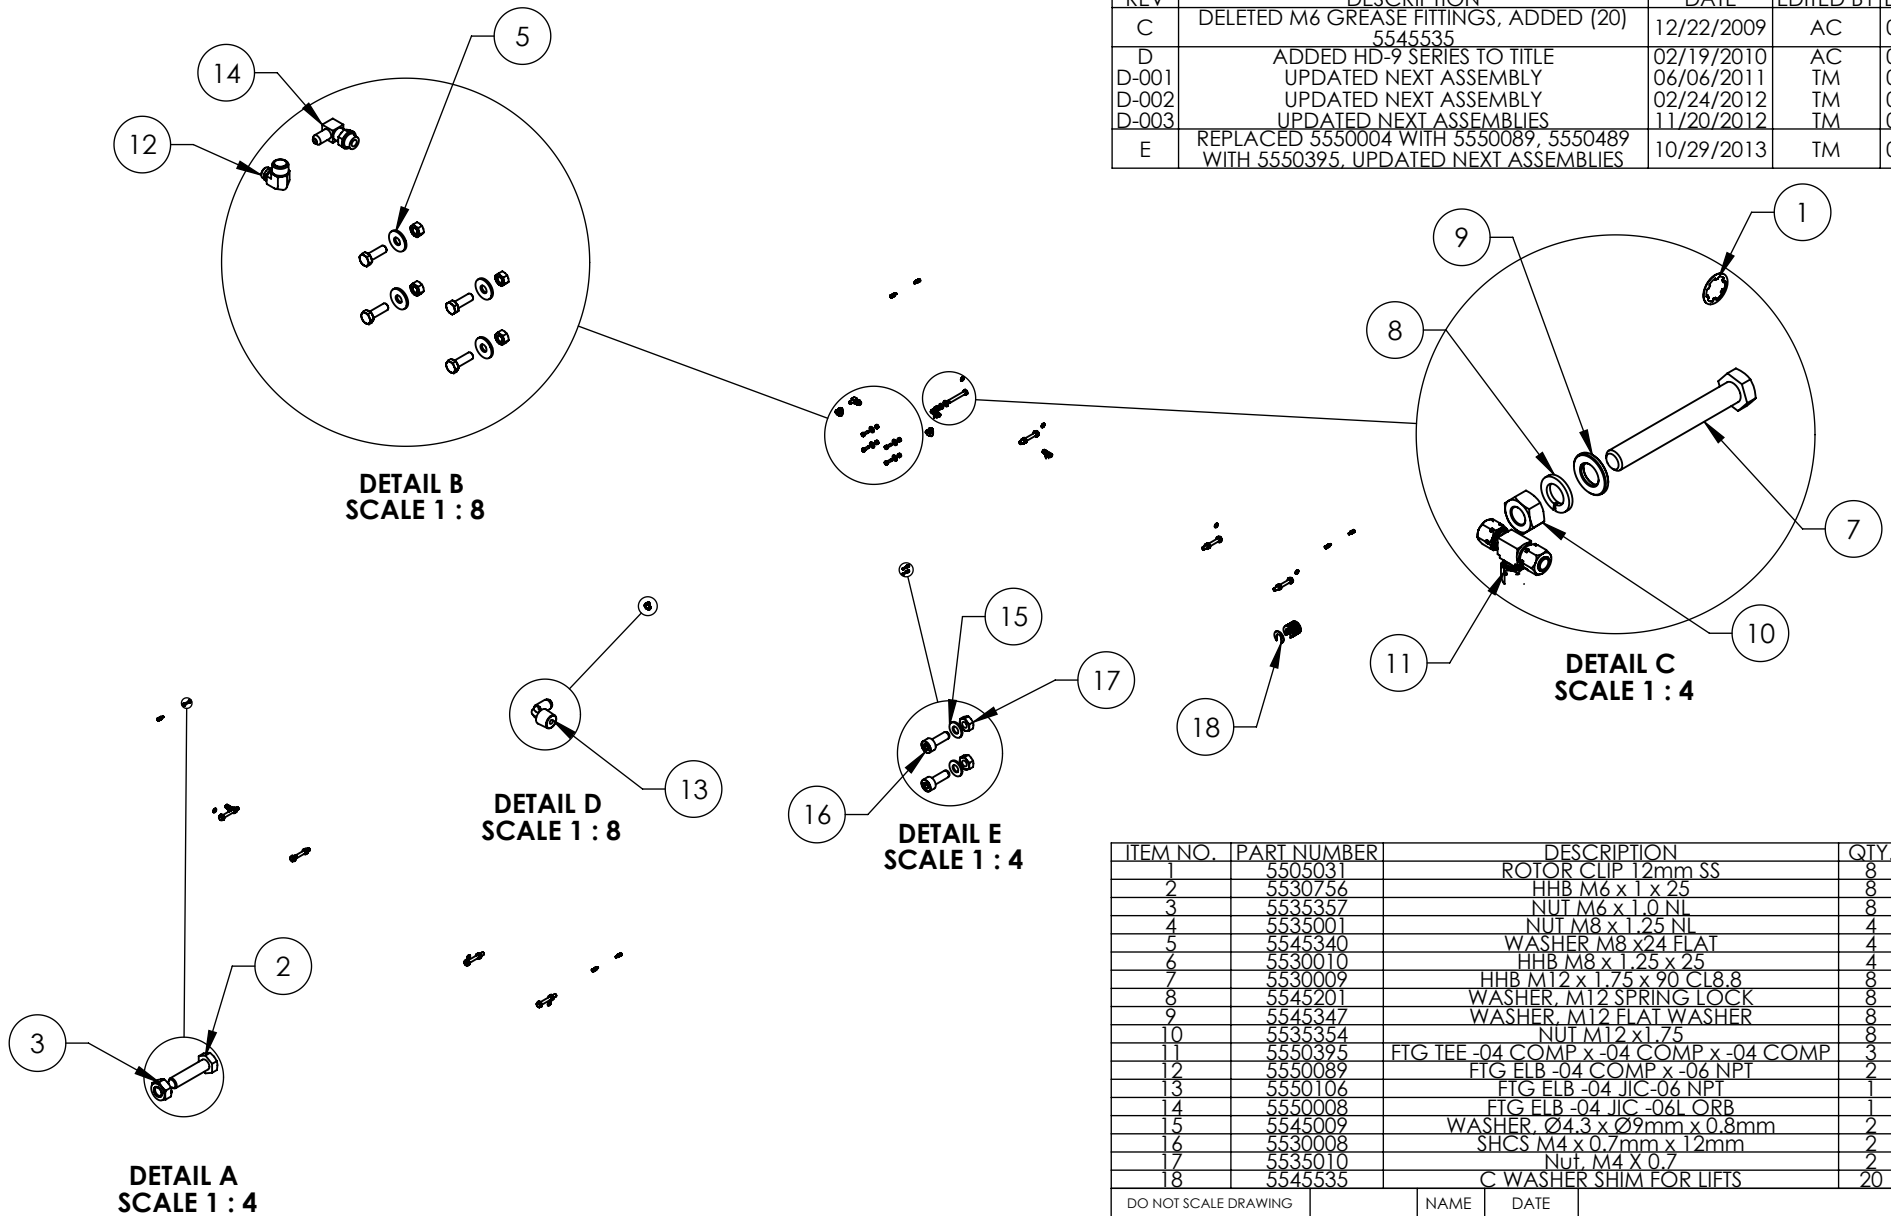 REV DESCRIPTION DATE EDITED BY
C DELETED M6 GREASE FITTINGS, ADDED (20) 12/22/2009 AC
5545535
D ADDED HD-9 SERIES TO TITLE 02/19/2010 AC
D-001 UPDATED NEXT ASSEMBLY 06/06/2011 TM
D-002 UPDATED NEXT ASSEMBLY 02/24/2012 TM
D-003 UPDATED NEXT ASSEMBLIES 11/20/2012 TM
E REPLACED 5550004 WITH 5550089, 5550489 10/29/2013 TM
WITH 5550395, UPDATED NEXT ASSEMBLIES
5
14
12
DETAIL B
SCALE 1 : 8
1
9
8
7
10
11
DETAIL C
SCALE 1 : 4
18
15
17
16
DETAIL E
SCALE 1 : 4
13
DETAIL D
SCALE 1 : 8
2
3
DETAIL A
SCALE 1 : 4
ITEM NO. PART NUMBER DESCRIPTION QTY.
1 5505031 ROTOR CLIP 12mm SS 8
2 5530756 HHB M6 x 1 x 25 8
3 5535357 NUT M6 x 1.0 NL 8
4 5535001 NUT M8 x 1.25 NL 4
5 5545340 WASHER M8 x24 FLAT 4
6 5530010 HHB M8 x 1.25 x 25 4
7 5530009 HHB M12 x 1.75 x 90 CL8.8 8
8 5545201 WASHER, M12 SPRING LOCK 8
9 5545347 WASHER, M12 FLAT WASHER 8
10 5535354 NUT M12 x1.75 8
11 5550395 FTG TEE -04 COMP x -04 COMP x -04 COMP 3
12 5550089 FTG ELB -04 COMP x -06 NPT 2
13 5550106 FTG ELB -04 JIC-06 NPT 1
14 5550008 FTG ELB -04 JIC -06L ORB 1
15 5545009 WASHER, Ø4.3 x Ø9mm x 0.8mm 2
16 5530008 SHCS M4 x 0.7mm x 12mm 2
17 5535010 Nut, M4 X 0.7 2
18 5545535 C WASHER SHIM FOR LIFTS 20
DO NOT SCALE DRAWING NAME DATE